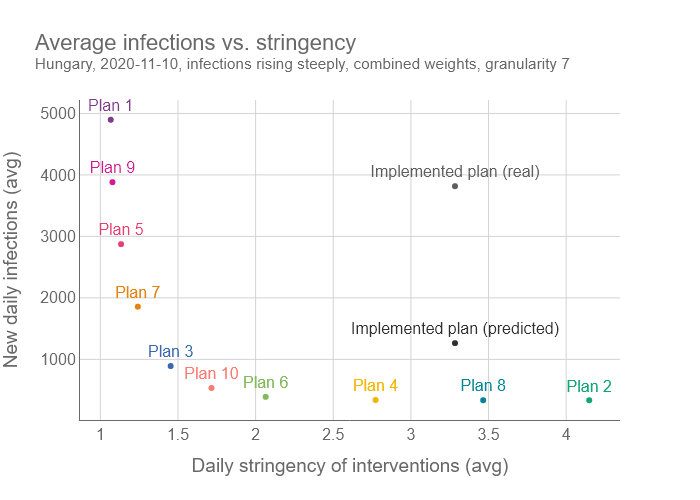 Average infections vs. stringency
Hungary, 2020-11-10, infections rising steeply, combined weights, granularity 7
New daily infections (avg)
5000
4000
3000
2000
1000
Plan 1
Plan 9
Implemented plan (real)
Plan 5
Plan 7
Implemented plan (predicted)
Plan 3
Plan 10
Plan 6
Plan 4
Plan 8
Plan 2
1
1.5
2
2.5
3
3.5
4
Daily stringency of interventions (avg)